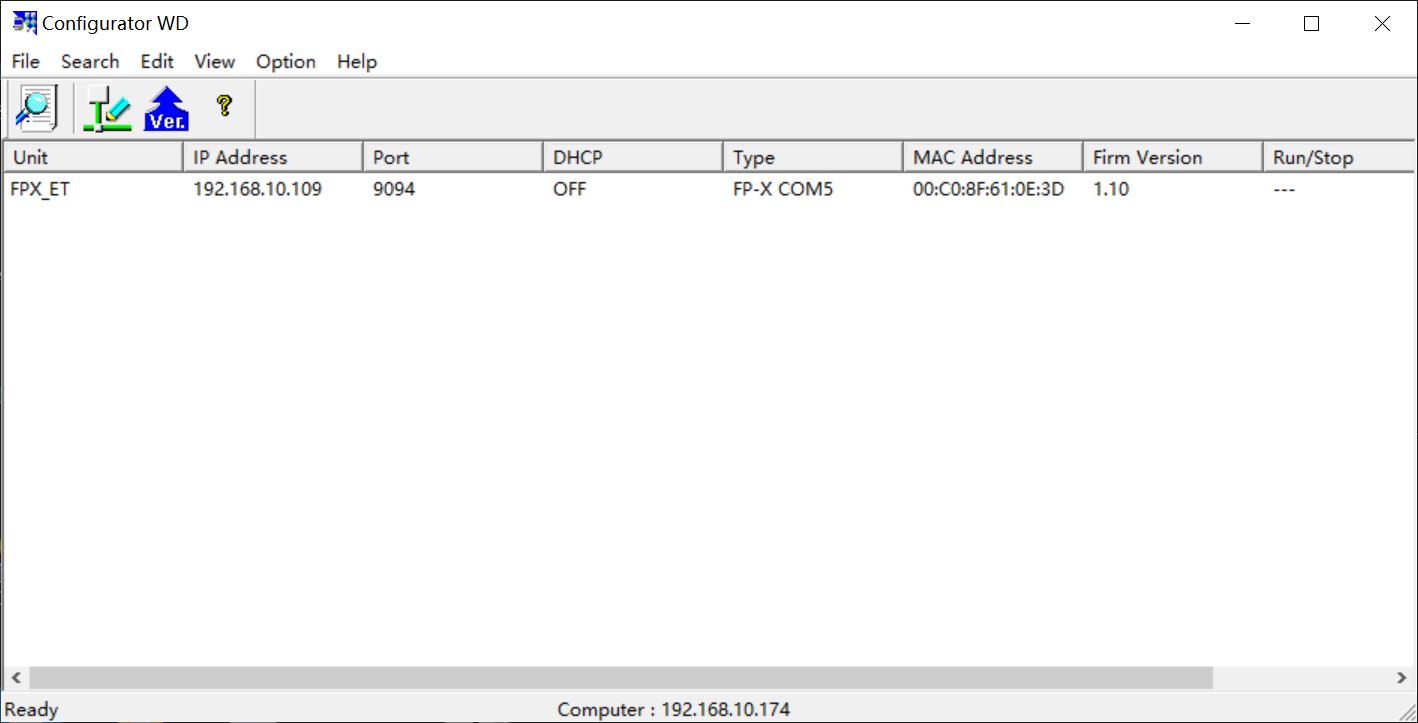 Configurator WD
File Search Edit View Option Help
Ver. ?
Unit IP Address Port DHCP Type MAC Address Firm Version Run/Stop
FPX_ET 192.168.10.109 9094 OFF FP-X COM5 00:C0:8F:61:0E:3D 1.10 ---
Ready Computer : 192.168.10.174